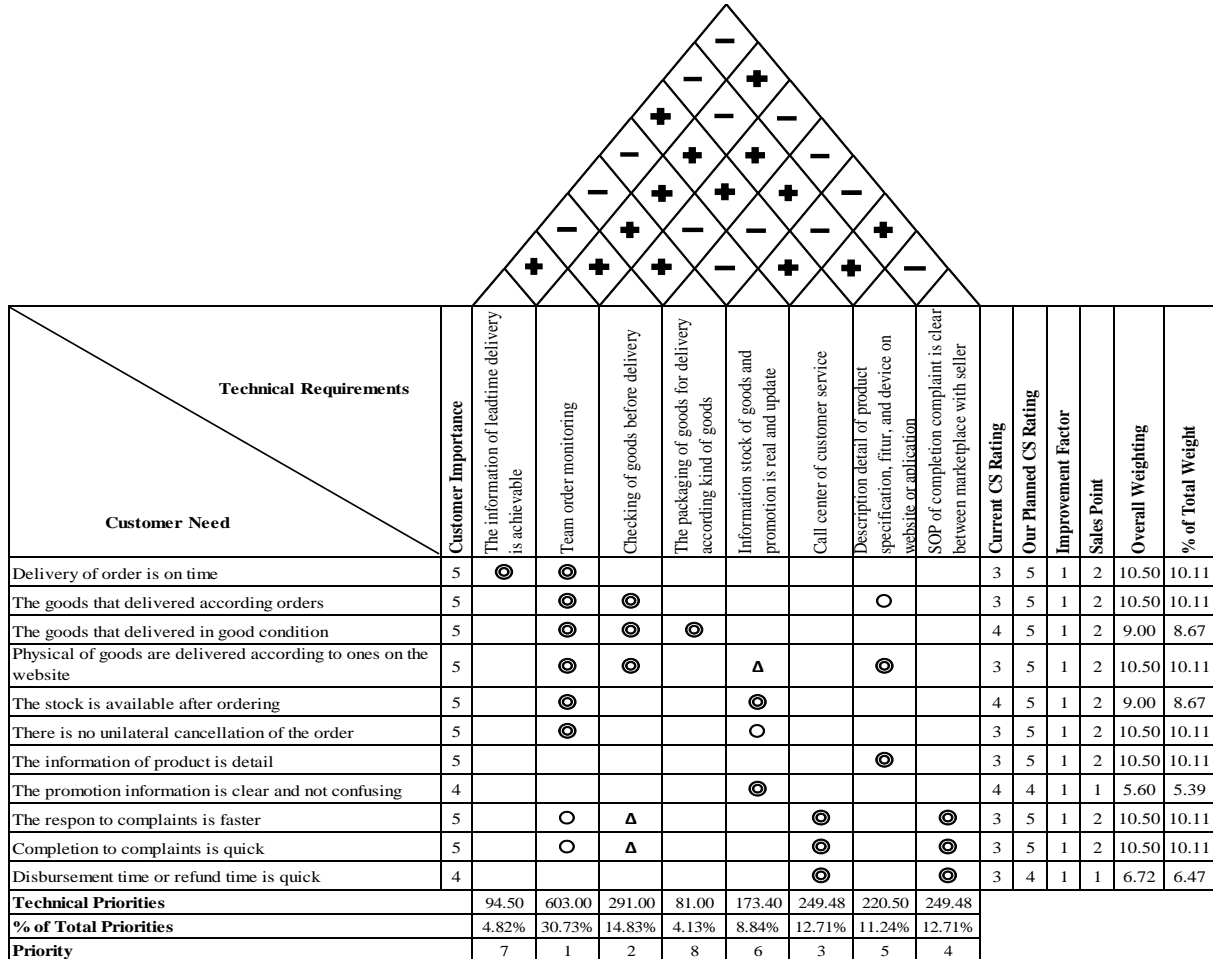 Technical Requirements
Customer Need
Customer Importance
The information of leadtime delivery
is achievable
Team order monitoring
Checking of goods before delivery
The packaging of goods for delivery
according kind of goods
Information stock of goods and
promotion is real and update
Call center of customer service
Description detail of product
specification, fitur, and device on
website or aplication
SOP of completion complaint is clear
between marketplace with seller
Current CS Rating
Our Planned CS Rating
Improvement Factor
Sales Point
Overall Weighting
% of Total Weight
Delivery of order is on time 5 ◎ ◎ 3 5 1 2 10.50 10.11
The goods that delivered according orders 5 ◎ ◎ ○ 3 5 1 2 10.50 10.11
The goods that delivered in good condition 5 ◎ ◎ ◎ 4 5 1 2 9.00 8.67
Physical of goods are delivered according to ones on the
website 5 ◎ ◎ Δ ◎ 3 5 1 2 10.50 10.11
The stock is available after ordering 5 ◎ ◎ 4 5 1 2 9.00 8.67
There is no unilateral cancellation of the order 5 ◎ ○ 3 5 1 2 10.50 10.11
The information of product is detail 5 ◎ 3 5 1 2 10.50 10.11
The promotion information is clear and not confusing 4 ◎ 4 4 1 1 5.60 5.39
The respon to complaints is faster 5 ○ Δ ◎ ◎ 3 5 1 2 10.50 10.11
Completion to complaints is quick 5 ○ Δ ◎ ◎ 3 5 1 2 10.50 10.11
Disbursement time or refund time is quick 4 ◎ ◎ 3 4 1 1 6.72 6.47
Technical Priorities 94.50 603.00 291.00 81.00 173.40 249.48 220.50 249.48
% of Total Priorities 4.82% 30.73% 14.83% 4.13% 8.84% 12.71% 11.24% 12.71%
Priority 7 1 2 8 6 3 5 4